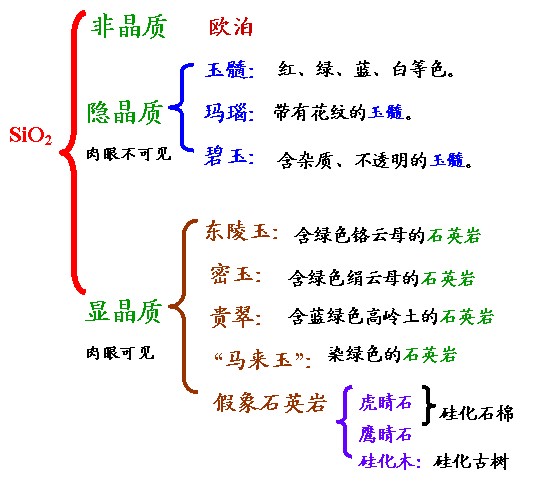 SiO2
非晶质 欧泊
隐晶质
肉眼不可见
玉髓: 红、绿、蓝、白等色。
玛瑙: 带有花纹的玉髓。
碧玉: 含杂质、不透明的玉髓。
显晶质
肉眼可见
东陵玉: 含绿色铬云母的石英岩
密玉: 含绿色绢云母的石英岩
贵翠: 含蓝绿色高岭土的石英岩
“马来玉”: 染绿色的石英岩
假象石英岩
虎睛石
鹰睛石
硅化石棉
硅化木: 硅化古树